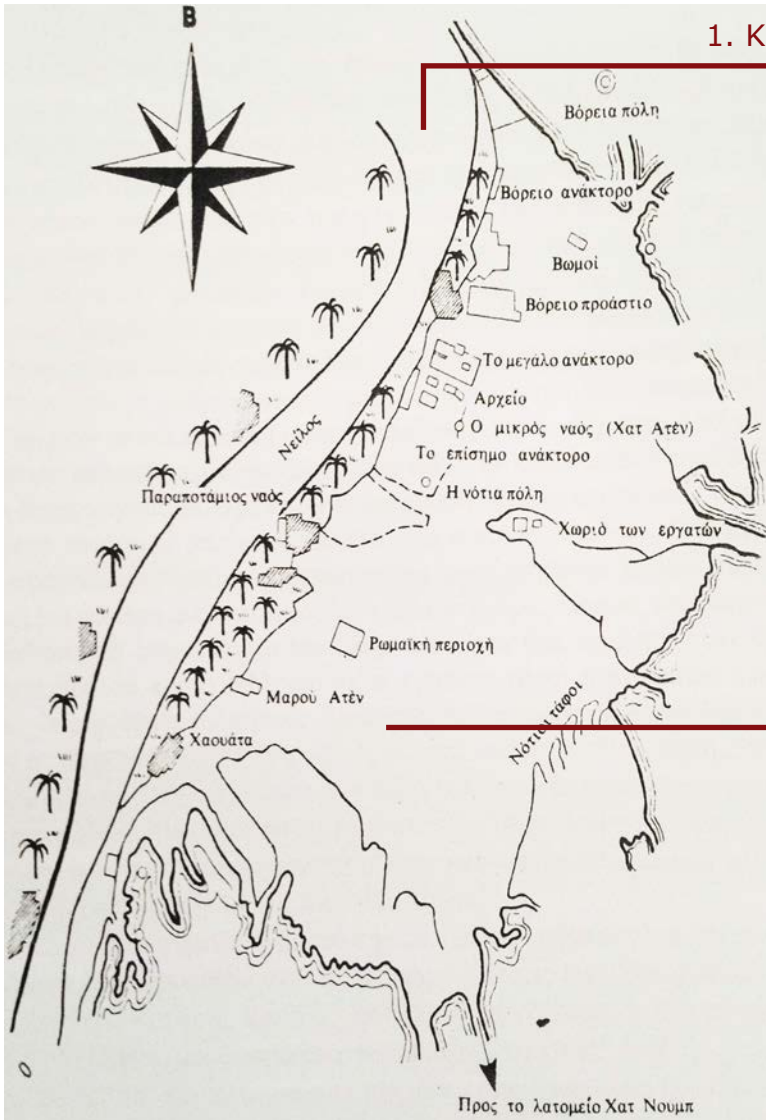 B
1. Κ
Βόρεια πόλη
Βόρειο ανάκτορο
Βωμοί
Βόρειο προάστιο
Το μεγάλο ανάκτορο
Αρχείο
Ο μικρός ναός (Χατ Ατέν)
Νείλος
Το επίσημο ανάκτορο
Παραποτάμιος ναός
Η νότια πόλη
Χωριό των εργατών
Ρωμαϊκή περιοχή
Μαρού Ατέν
Νότιοι τάφοι
Χαουάτα
Προς το λατομείο Χατ Νουμπ